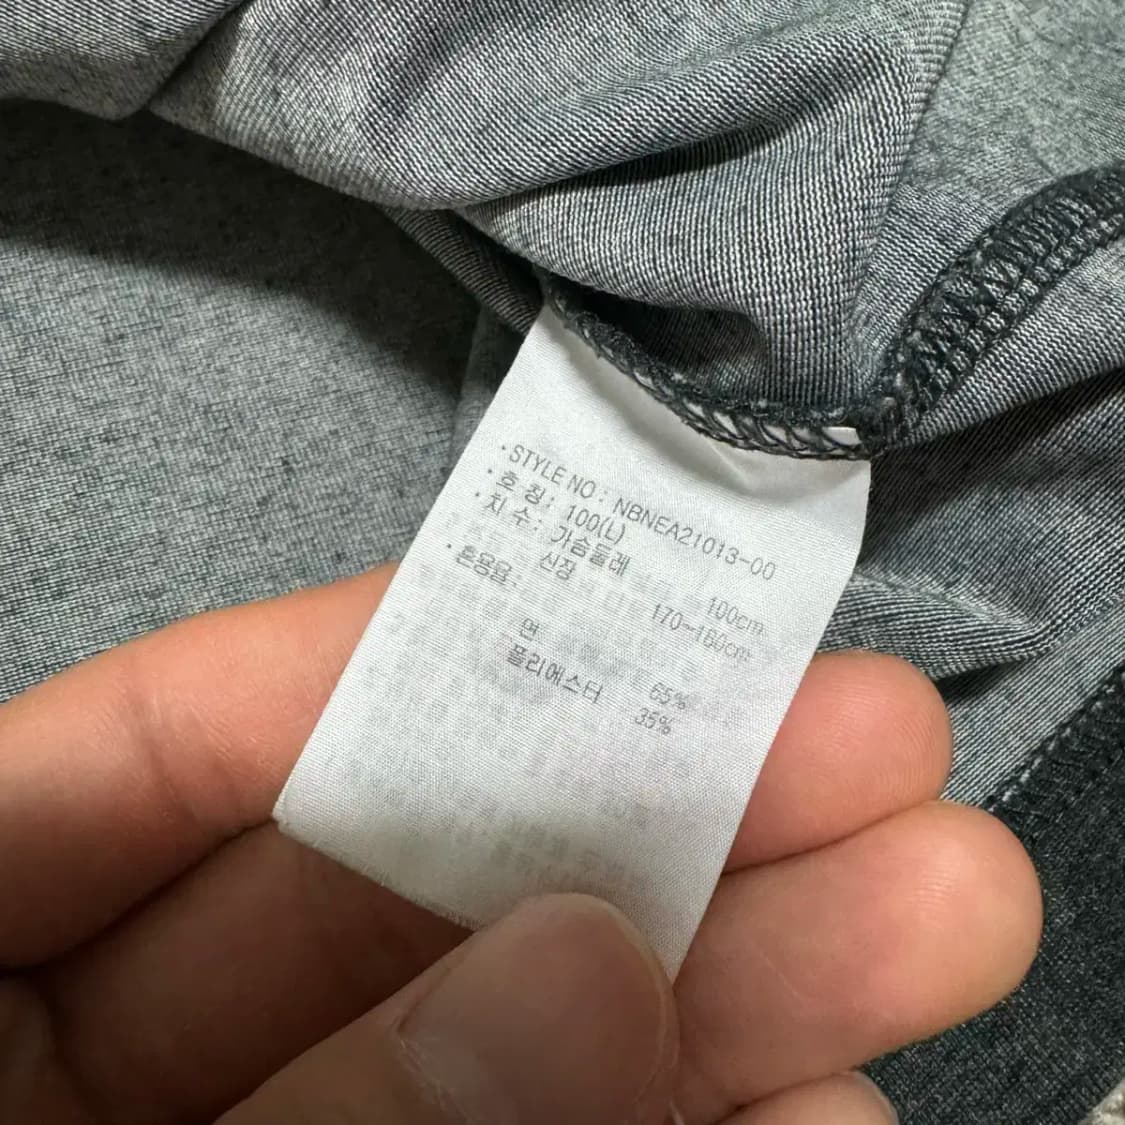 · STYLE NO : NBNEA21013-00
· 호 칭 : 100(L)
· 치 수 : 가슴둘레 100cm
신장 170~180cm
· 혼용율 :
면 65%
폴리에스터 35%